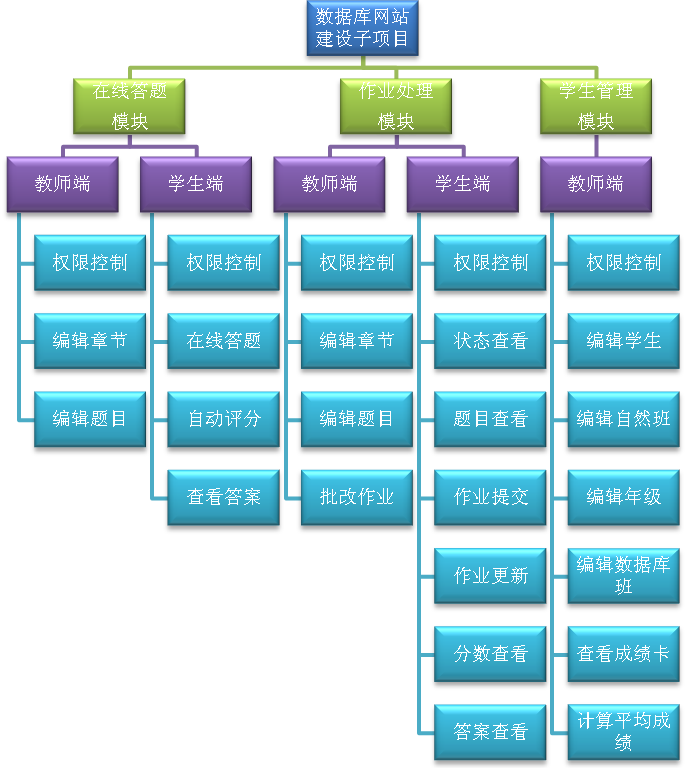 数据库网站
建设子项目
在线答题
模块
作业处理
模块
学生管理
模块
教师端
学生端
教师端
学生端
教师端
权限控制
权限控制
权限控制
权限控制
权限控制
编辑章节
在线答题
编辑章节
状态查看
编辑学生
编辑题目
自动评分
编辑题目
题目查看
编辑自然班
查看答案
批改作业
作业提交
编辑年级
作业更新
编辑数据库
班
分数查看
查看成绩卡
答案查看
计算平均成
绩